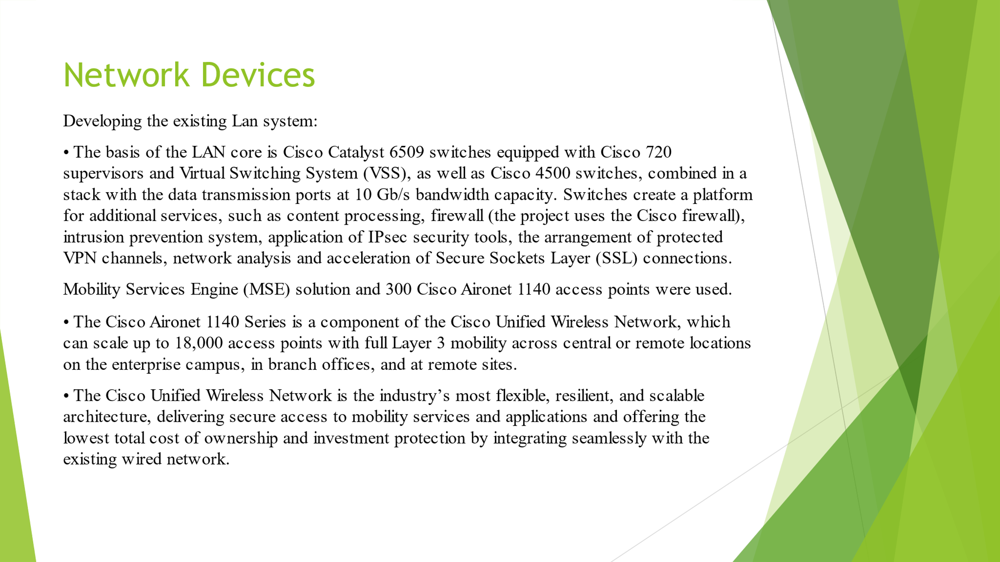 Network Devices
Developing the existing Lan system:
• The basis of the LAN core is Cisco Catalyst 6509 switches equipped with Cisco 720
supervisors and Virtual Switching System (VSS), as well as Cisco 4500 switches, combined in a
stack with the data transmission ports at 10 Gb/s bandwidth capacity. Switches create a platform
for additional services, such as content processing, firewall (the project uses the Cisco firewall),
intrusion prevention system, application of IPsec security tools, the arrangement of protected
VPN channels, network analysis and acceleration of Secure Sockets Layer (SSL) connections.
Mobility Services Engine (MSE) solution and 300 Cisco Aironet 1140 access points were used.
• The Cisco Aironet 1140 Series is a component of the Cisco Unified Wireless Network, which
can scale up to 18,000 access points with full Layer 3 mobility across central or remote locations
on the enterprise campus, in branch offices, and at remote sites.
• The Cisco Unified Wireless Network is the industry’s most flexible, resilient, and scalable
architecture, delivering secure access to mobility services and applications and offering the
lowest total cost of ownership and investment protection by integrating seamlessly with the
existing wired network.